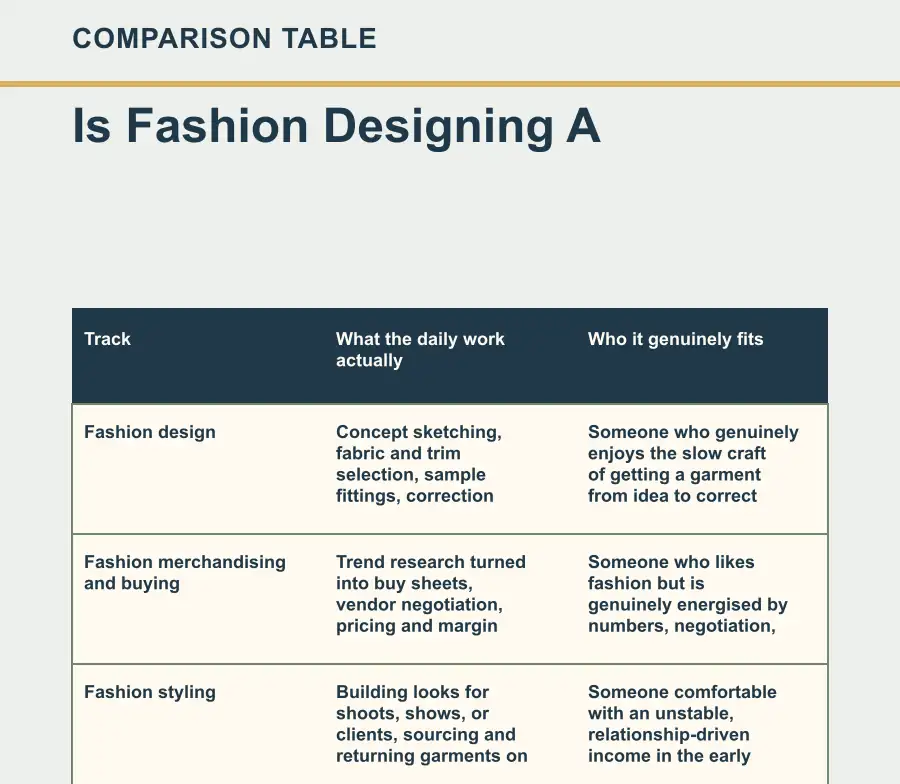 COMPARISON TABLE
Is Fashion Designing A
Track
What the daily work
actually
Who it genuinely fits
Fashion design
Concept sketching,
fabric and trim
selection, sample
fittings, correction
Someone who genuinely
enjoys the slow craft
of getting a garment
from idea to correct
Fashion merchandising
and buying
Trend research turned
into buy sheets,
vendor negotiation,
pricing and margin
Someone who likes
fashion but is
genuinely energised by
numbers, negotiation,
Fashion styling
Building looks for
shoots, shows, or
clients, sourcing and
returning garments on
Someone comfortable
with an unstable,
relationship-driven
income in the early